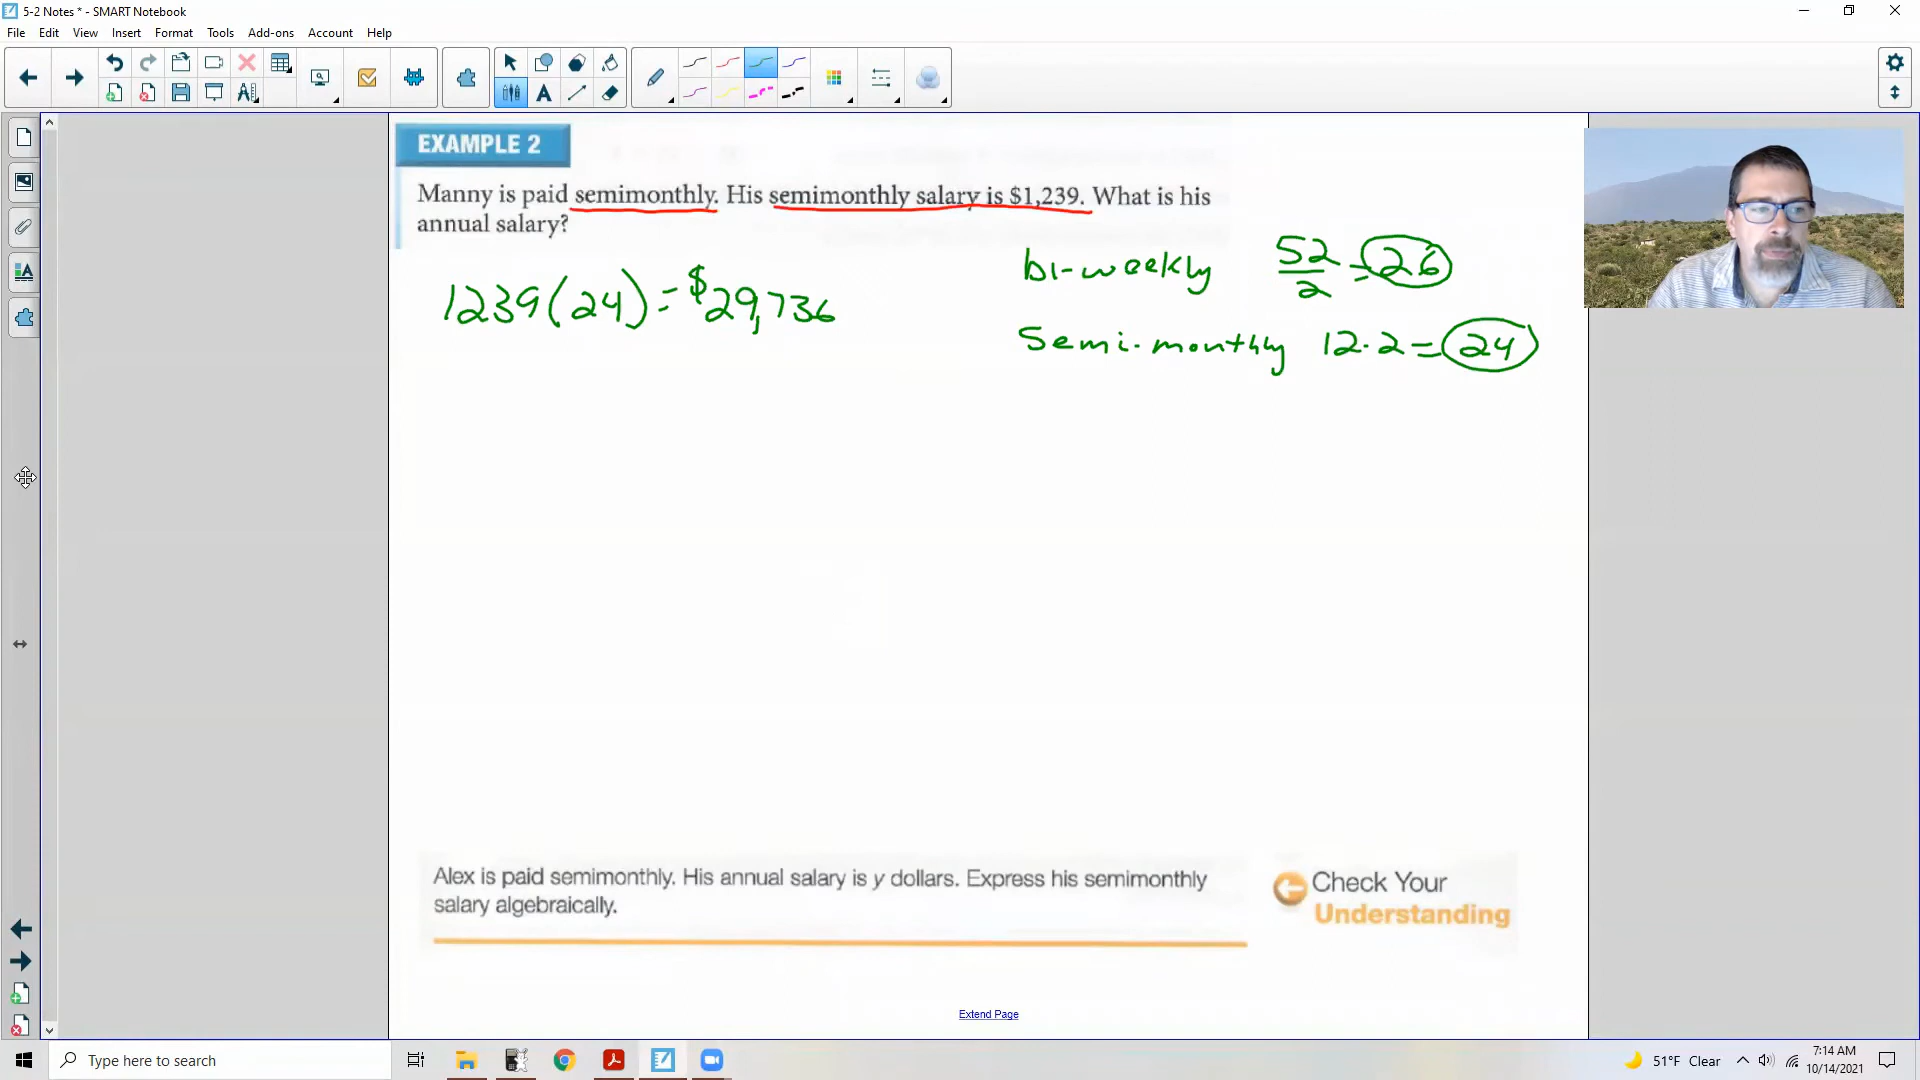 5-2 Notes * - SMART Notebook
File Edit View Insert Format Tools Add-ons Account Help
EXAMPLE 2
Manny is paid semimonthly. His semimonthly salary is $1,239. What is his
annual salary?
1239(24)=$29,736
bi-weekly 52/2=26
Semi-monthly 12·2=24
Alex is paid semimonthly. His annual salary is y dollars. Express his semimonthly
salary algebraically.
Check Your
Understanding
Extend Page
Type here to search
51°F Clear
7:14 AM
10/14/2021